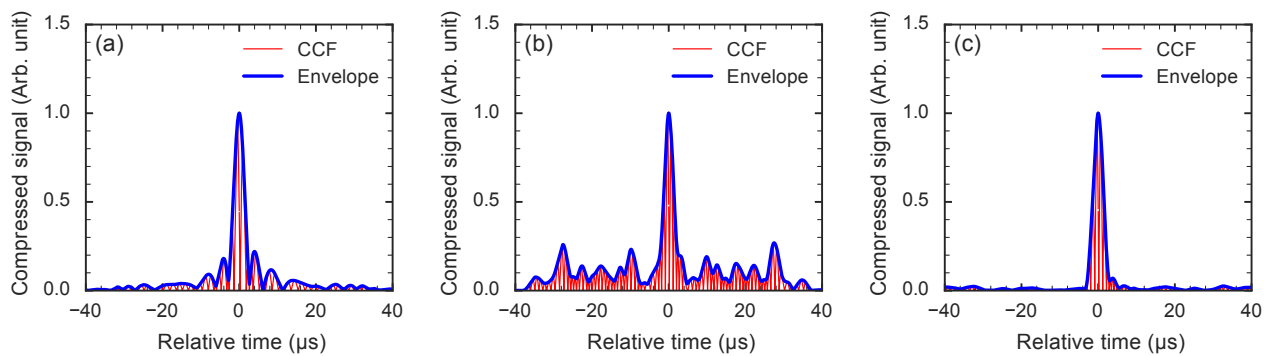 Compressed signal (Arb. unit)
1.5
1.0
0.5
0.0
(a)
CCF
Envelope
−40
−20
0
20
40
Relative time (µs)
Compressed signal (Arb. unit)
1.5
1.0
0.5
0.0
(b)
CCF
Envelope
−40
−20
0
20
40
Relative time (µs)
Compressed signal (Arb. unit)
1.5
1.0
0.5
0.0
(c)
CCF
Envelope
−40
−20
0
20
40
Relative time (µs)